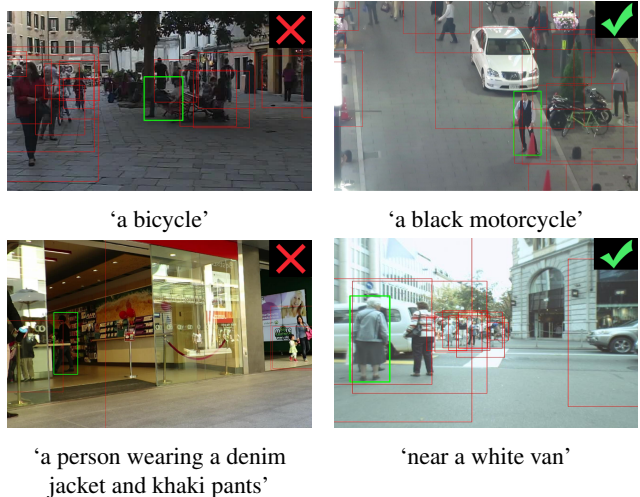 ‘a bicycle’
‘a black motorcycle’
‘a person wearing a denim
jacket and khaki pants’
‘near a white van’